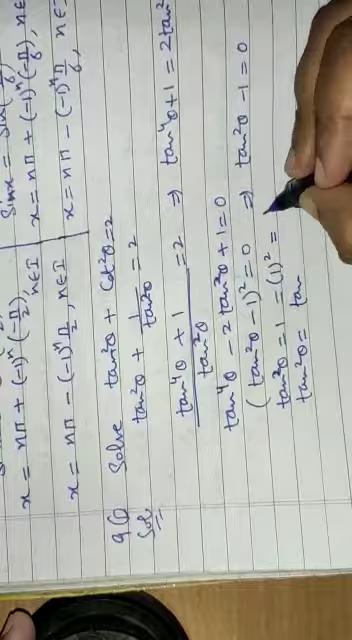 x = nπ + (-1)ⁿ(-π/2), n∈I
x = nπ - (-1)ⁿ π/2, n∈I
Sinx = Sin(-π/6)
x = nπ + (-1)ⁿ(-π/6), n∈
x = nπ - (-1)ⁿ π/6, n∈I
Solve tan²θ + Cot²θ = 2
Sol tan²θ + 1/tan²θ = 2
(tan⁴θ + 1)/tan²θ = 2 ⇒ tan⁴θ + 1 = 2tan²
tan⁴θ - 2tan²θ + 1 = 0
(tan²θ - 1)² = 0 ⇒ tan²θ - 1 = 0
tan²θ = 1 = (1)² =
tan²θ = tan